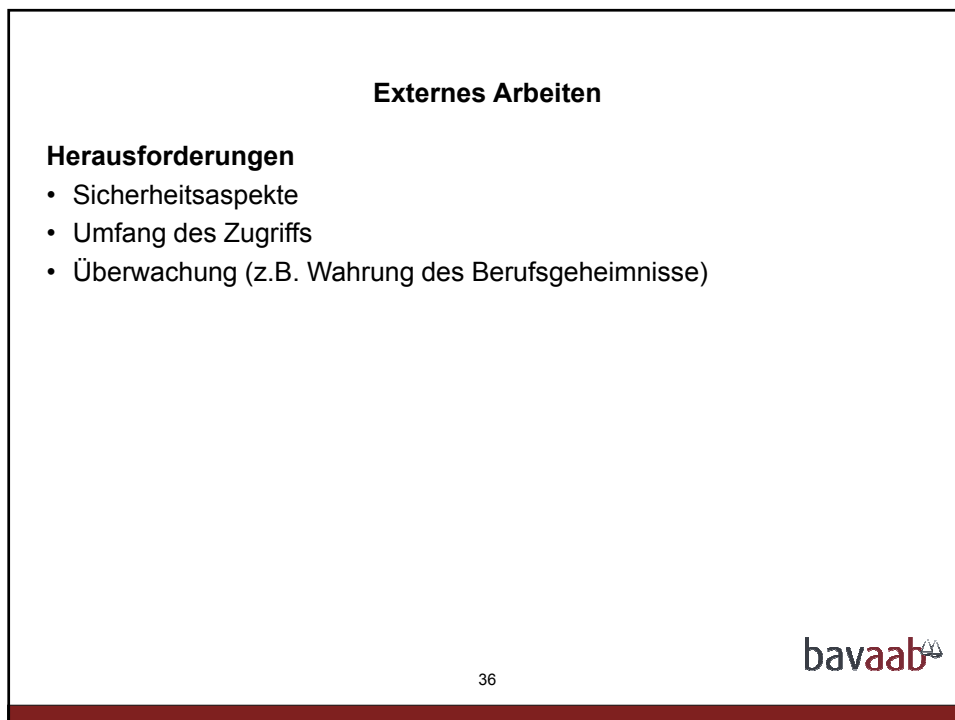 Externes Arbeiten
Herausforderungen
• Sicherheitsaspekte
• Umfang des Zugriffs
• Überwachung (z.B. Wahrung des Berufsgeheimnisse)
bavaab
36